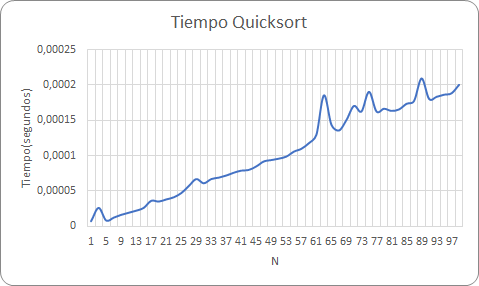 Tiempo Quicksort
0,00025
0,0002
0,00015
0,0001
0,00005
0
Tiempo(segundos)
1 5 9 13 17 21 25 29 33 37 41 45 49 53 57 61 65 69 73 77 81 85 89 93 97
N